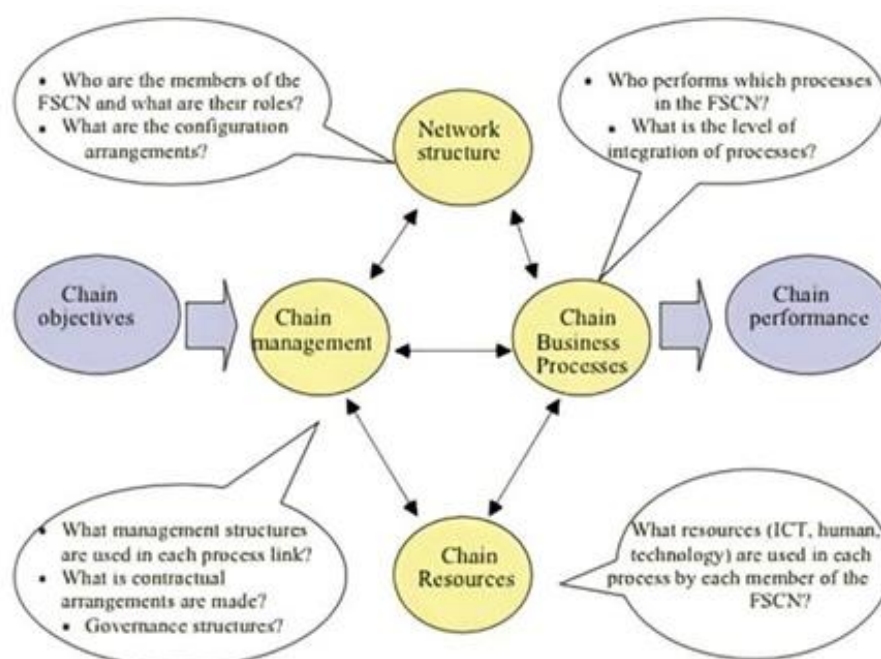 • Who are the members of the
FSCN and what are their roles?
• What are the configuration
arrangements?
Network
structure
• Who performs which processes
in the FSCN?
• What is the level of
integration of processes?
Chain
objectives
Chain
management
Chain
Business
Processes
Chain
performance
• What management structures
are used in each process link?
• What is contractual
arrangements are made?
• Governance structures?
Chain
Resources
What resources (ICT, human,
technology) are used in each
process by each member of the
FSCN?